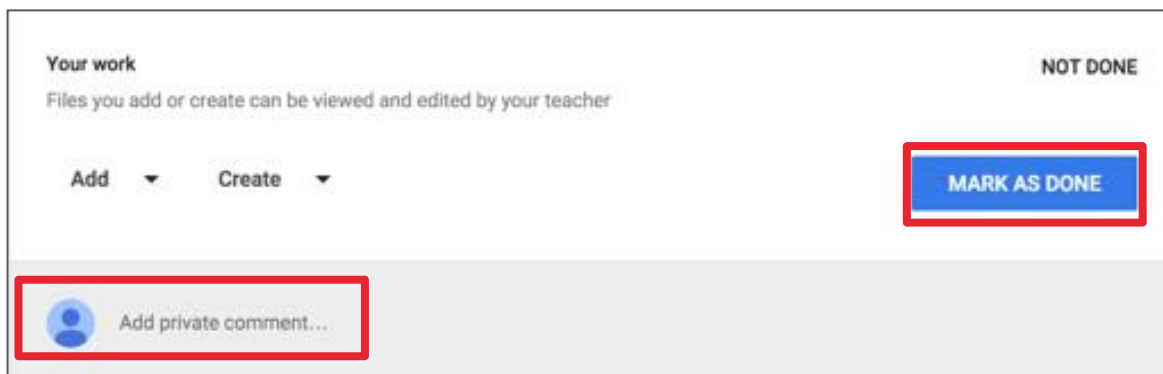 Your work
NOT DONE
Files you add or create can be viewed and edited by your teacher
Add Create
MARK AS DONE
Add private comment...